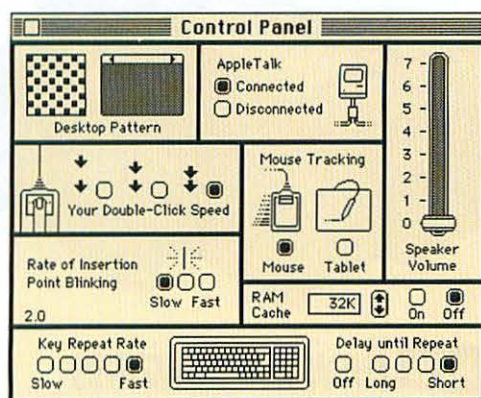 Control Panel
Desktop Pattern
AppleTalk
Connected
Disconnected
7 -
6 -
5 -
4 -
3 -
2 -
1 -
0 -
Speaker
Volume
Your Double-Click Speed
Mouse Tracking
Mouse Tablet
Rate of Insertion
Point Blinking
Slow Fast
2.0
RAM
Cache
32K
On Off
Key Repeat Rate
Slow Fast
Delay until Repeat
Off Long Short